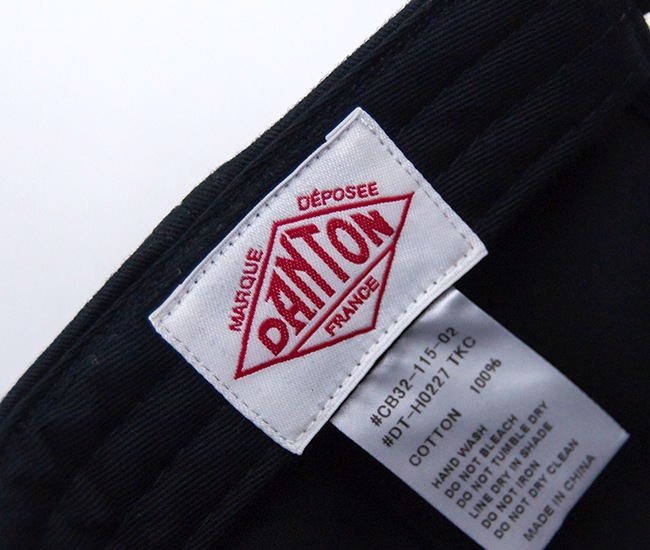 MARQUE DÉPOSEE
DANTON
FRANCE
#CB32-115-02
#DT-H0227 TKC
COTTON 100%
HAND WASH
DO NOT BLEACH
DO NOT TUMBLE DRY
LINE DRY IN SHADE
DO NOT IRON
DO NOT DRY CLEAN
MADE IN CHINA